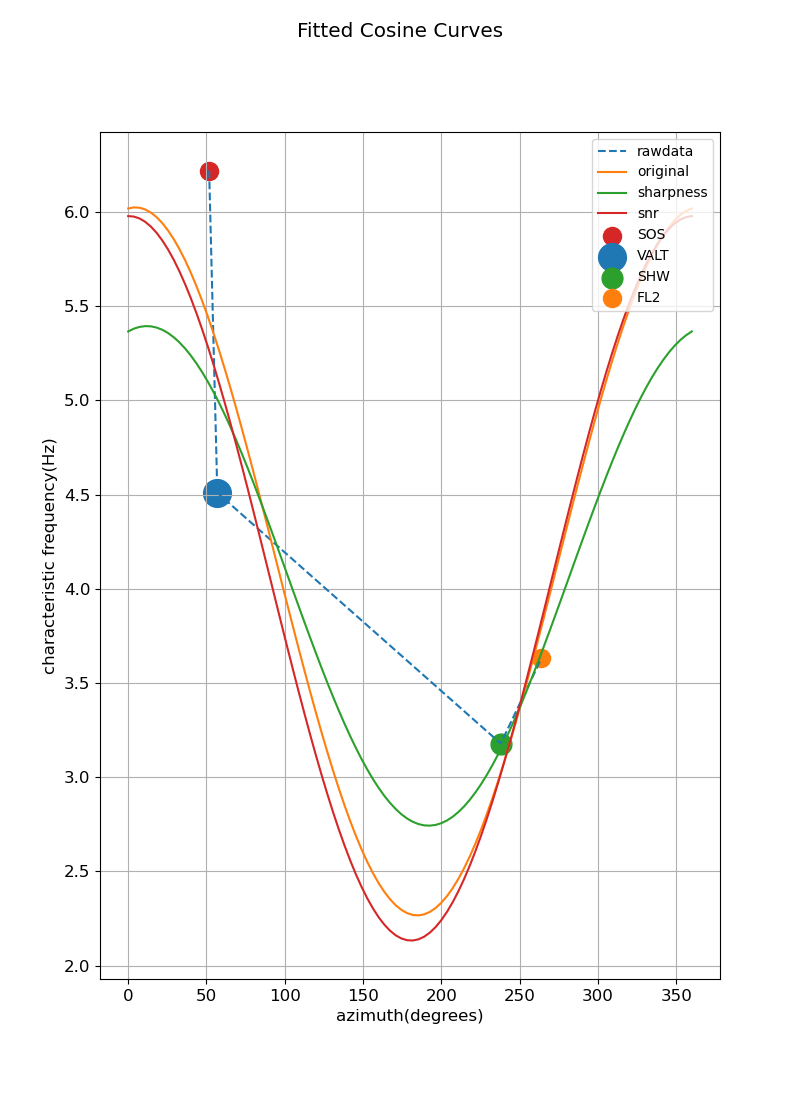 Fitted Cosine Curves
rawdata
original
sharpness
snr
SOS
VALT
SHW
FL2
6.0
5.5
5.0
4.5
4.0
3.5
3.0
2.5
2.0
characteristic frequency(Hz)
0 50 100 150 200 250 300 350
azimuth(degrees)